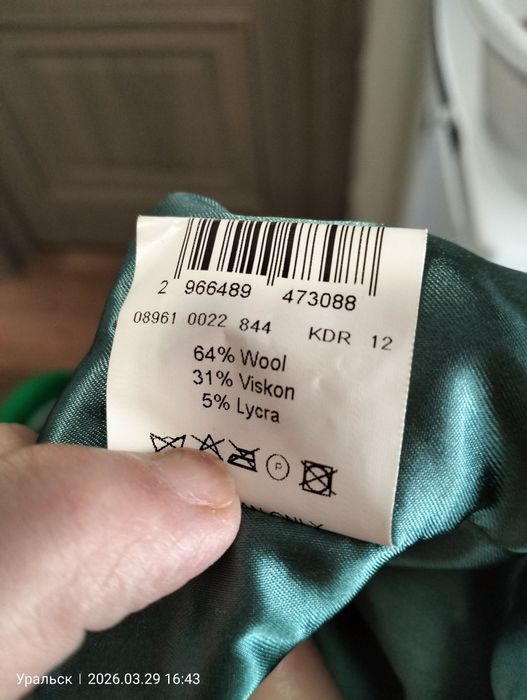 2 966489 473088
08961 0022 844 KDR 12
64% Wool
31% Viskon
5% Lycra
P
ONLY
Уральск | 2026.03.29 16:43